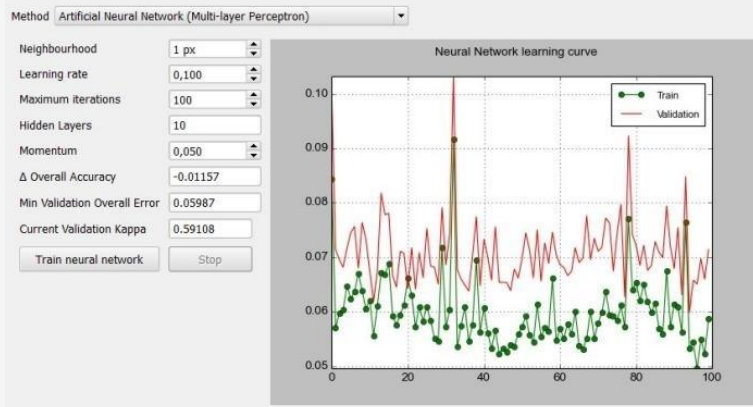 Method Artificial Neural Network (Multi-layer Perceptron)
Neighbourhood 1 px
Learning rate 0,100
Maximum iterations 100
Hidden Layers 10
Momentum 0,050
Δ Overall Accuracy -0.01157
Min Validation Overall Error 0.05987
Current Validation Kappa 0.59108
Train neural network Stop
Neural Network learning curve
Train
Validation
0.10
0.09
0.08
0.07
0.06
0.05
0 20 40 60 80 100